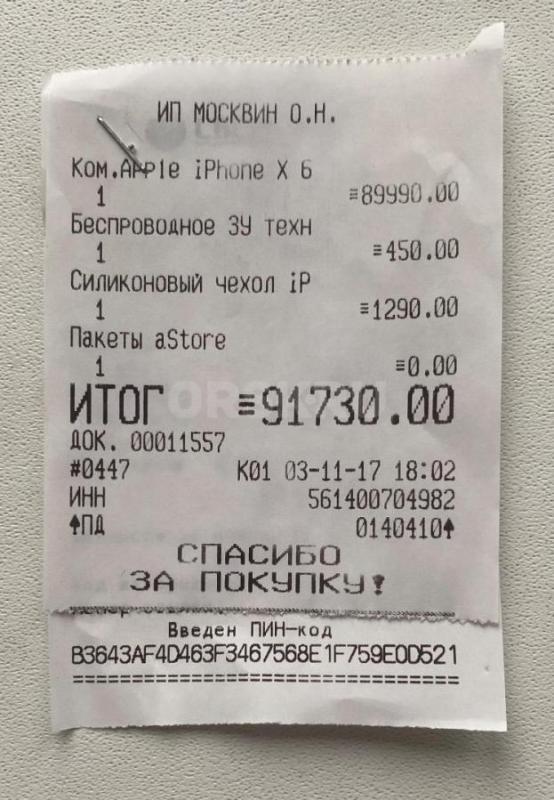 ИП МОСКВИН О.Н.
Ком.Apple iPhone X 6
1 ≡89990.00
Беспроводное ЗУ техн
1 ≡450.00
Силиконовый чехол iP
1 ≡1290.00
Пакеты aStore
1 ≡0.00
ИТОГ ≡91730.00
ДОК. 00011557
#0447 К01 03-11-17 18:02
ИНН 561400704982
↑ПД 0140410↑
СПАСИБО
ЗА ПОКУПКУ!
Введен ПИН-код
B3643AF4D463F3467568E1F759E0D521
================================